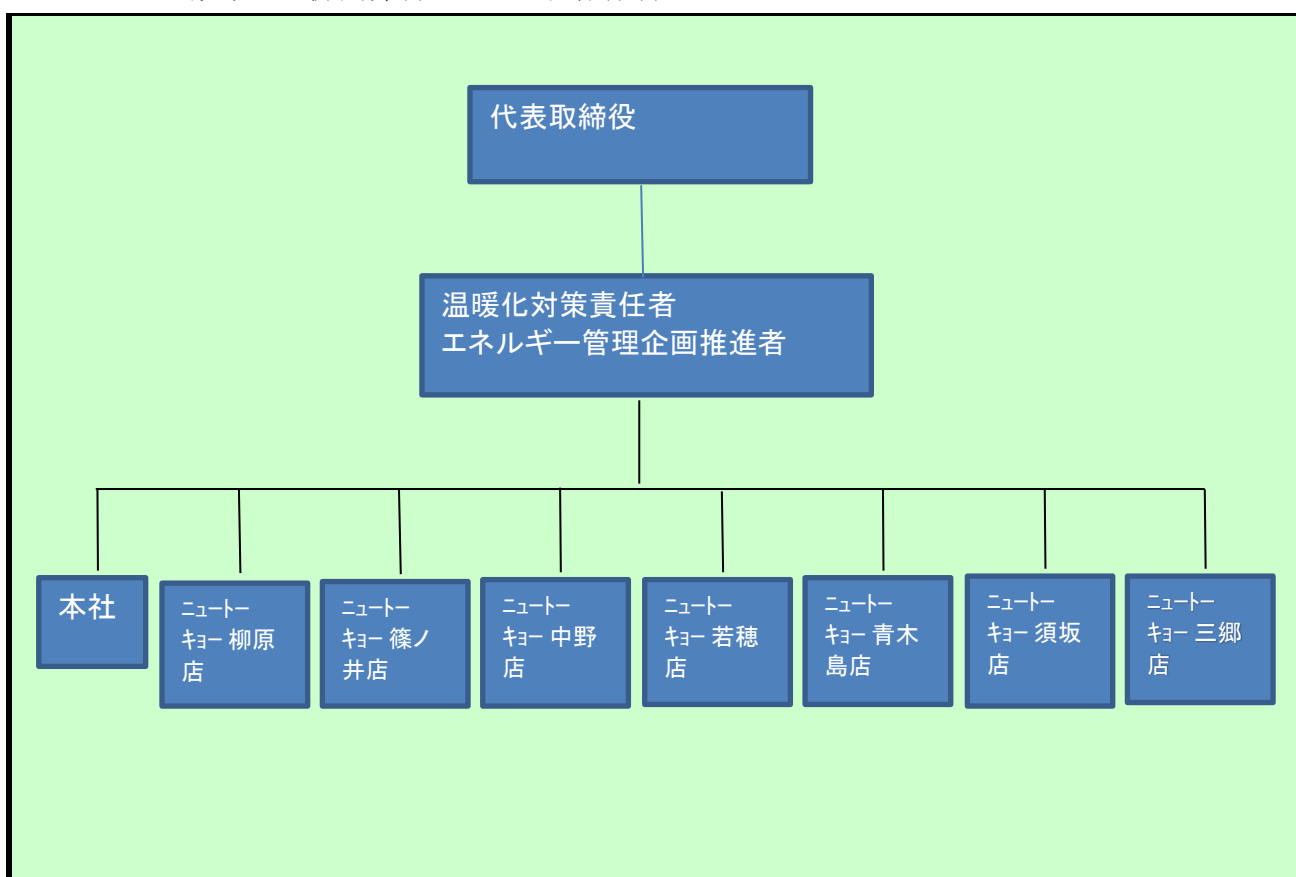 代表取締役
温暖化対策責任者
エネルギー管理企画推進者
本社
ﾆｭｰﾄｰ
ｷｮｰ 柳原
店
ﾆｭｰﾄｰ
ｷｮｰ 篠ノ
井店
ﾆｭｰﾄｰ
ｷｮｰ 中野
店
ﾆｭｰﾄｰ
ｷｮｰ 若穂
店
ﾆｭｰﾄｰ
ｷｮｰ 青木
島店
ﾆｭｰﾄｰ
ｷｮｰ 須坂
店
ﾆｭｰﾄｰ
ｷｮｰ 三郷
店